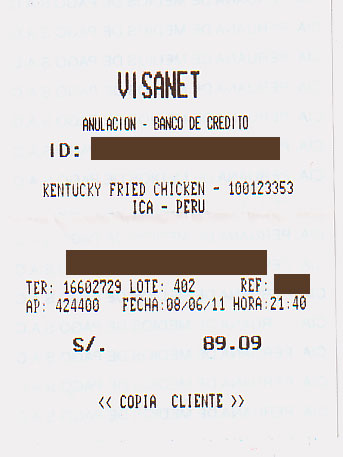 VISANET
ANULACION - BANCO DE CREDITO
ID:
KENTUCKY FRIED CHICKEN - 100123353
ICA - PERU
TER: 16602729 LOTE: 402 REF:
AP: 424400 FECHA:08/06/11 HORA:21:40
S/. 89.09
<< COPIA CLIENTE >>